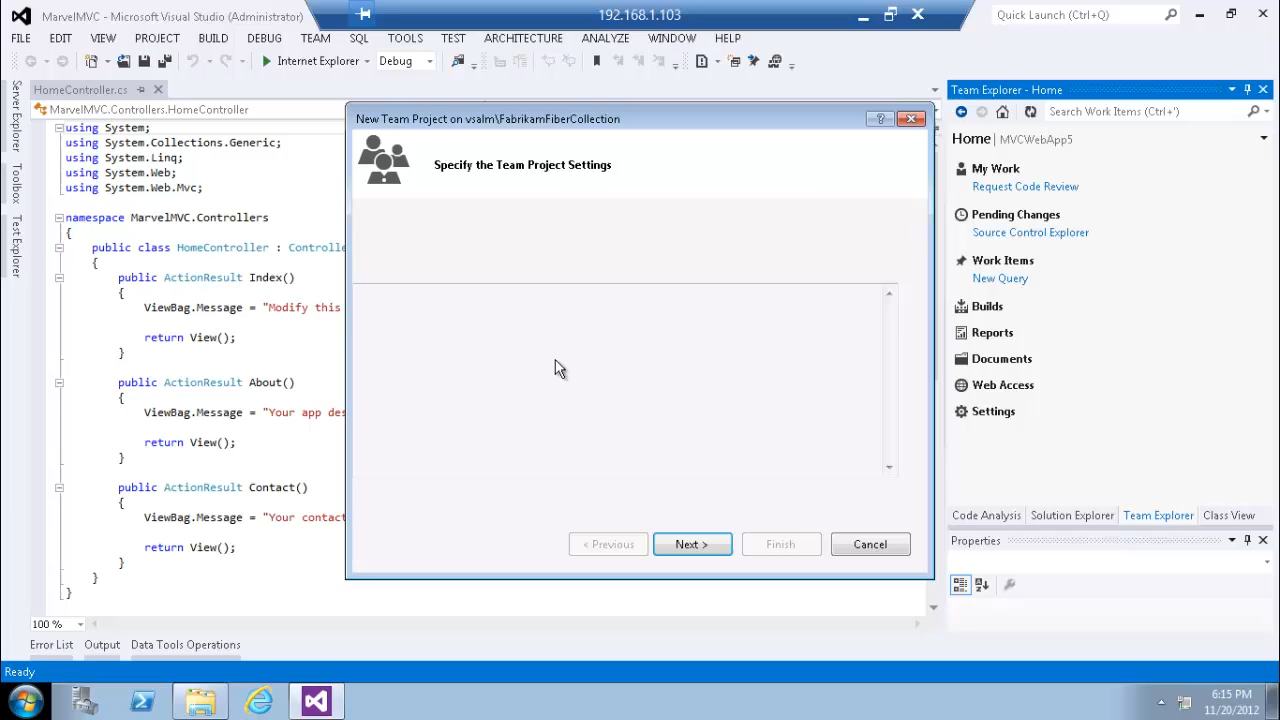 MarvelMVC - Microsoft Visual Studio (Administrator)
192.168.1.103
Quick Launch (Ctrl+Q)
FILE EDIT VIEW PROJECT BUILD DEBUG TEAM SQL TOOLS TEST ARCHITECTURE ANALYZE WINDOW HELP
Internet Explorer Debug
HomeController.cs
MarvelMVC.Controllers.HomeController
Server Explorer
Toolbox
Test Explorer
using System;
using System.Collections.Generic;
using System.Linq;
using System.Web;
using System.Web.Mvc;
namespace MarvelMVC.Controllers
{
public class HomeController : Controlle
{
public ActionResult Index()
{
ViewBag.Message = "Modify this
return View();
}
public ActionResult About()
{
ViewBag.Message = "Your app des
return View();
}
public ActionResult Contact()
{
ViewBag.Message = "Your contact
return View();
}
}
}
100 %
New Team Project on vsalm\FabrikamFiberCollection
?
Specify the Team Project Settings
< Previous Next > Finish Cancel
Team Explorer - Home
Search Work Items (Ctrl+')
Home | MVCWebApp5
My Work
Request Code Review
Pending Changes
Source Control Explorer
Work Items
New Query
Builds
Reports
Documents
Web Access
Settings
Code Analysis Solution Explorer Team Explorer Class View
Properties
Error List Output Data Tools Operations
Ready
6:15 PM
11/20/2012